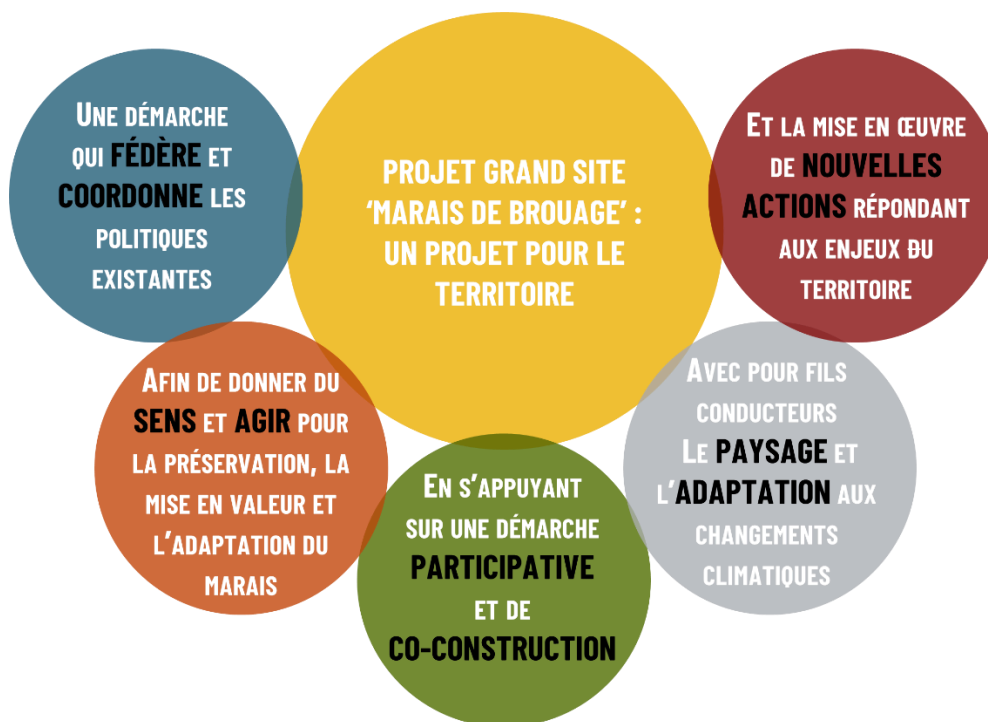 UNE DÉMARCHE
QUI FÉDÈRE ET
COORDONNE LES
POLITIQUES
EXISTANTES
PROJET GRAND SITE
‘MARAIS DE BROUAGE’ :
UN PROJET POUR LE
TERRITOIRE
ET LA MISE EN ŒUVRE
DE NOUVELLES
ACTIONS RÉPONDANT
AUX ENJEUX DU
TERRITOIRE
AFIN DE DONNER DU
SENS ET AGIR POUR
LA PRÉSERVATION, LA
MISE EN VALEUR ET
L’ADAPTATION DU
MARAIS
EN S’APPUYANT
SUR UNE DÉMARCHE
PARTICIPATIVE
ET DE
CO-CONSTRUCTION
AVEC POUR FILS
CONDUCTEURS
LE PAYSAGE ET
L’ADAPTATION AUX
CHANGEMENTS
CLIMATIQUES